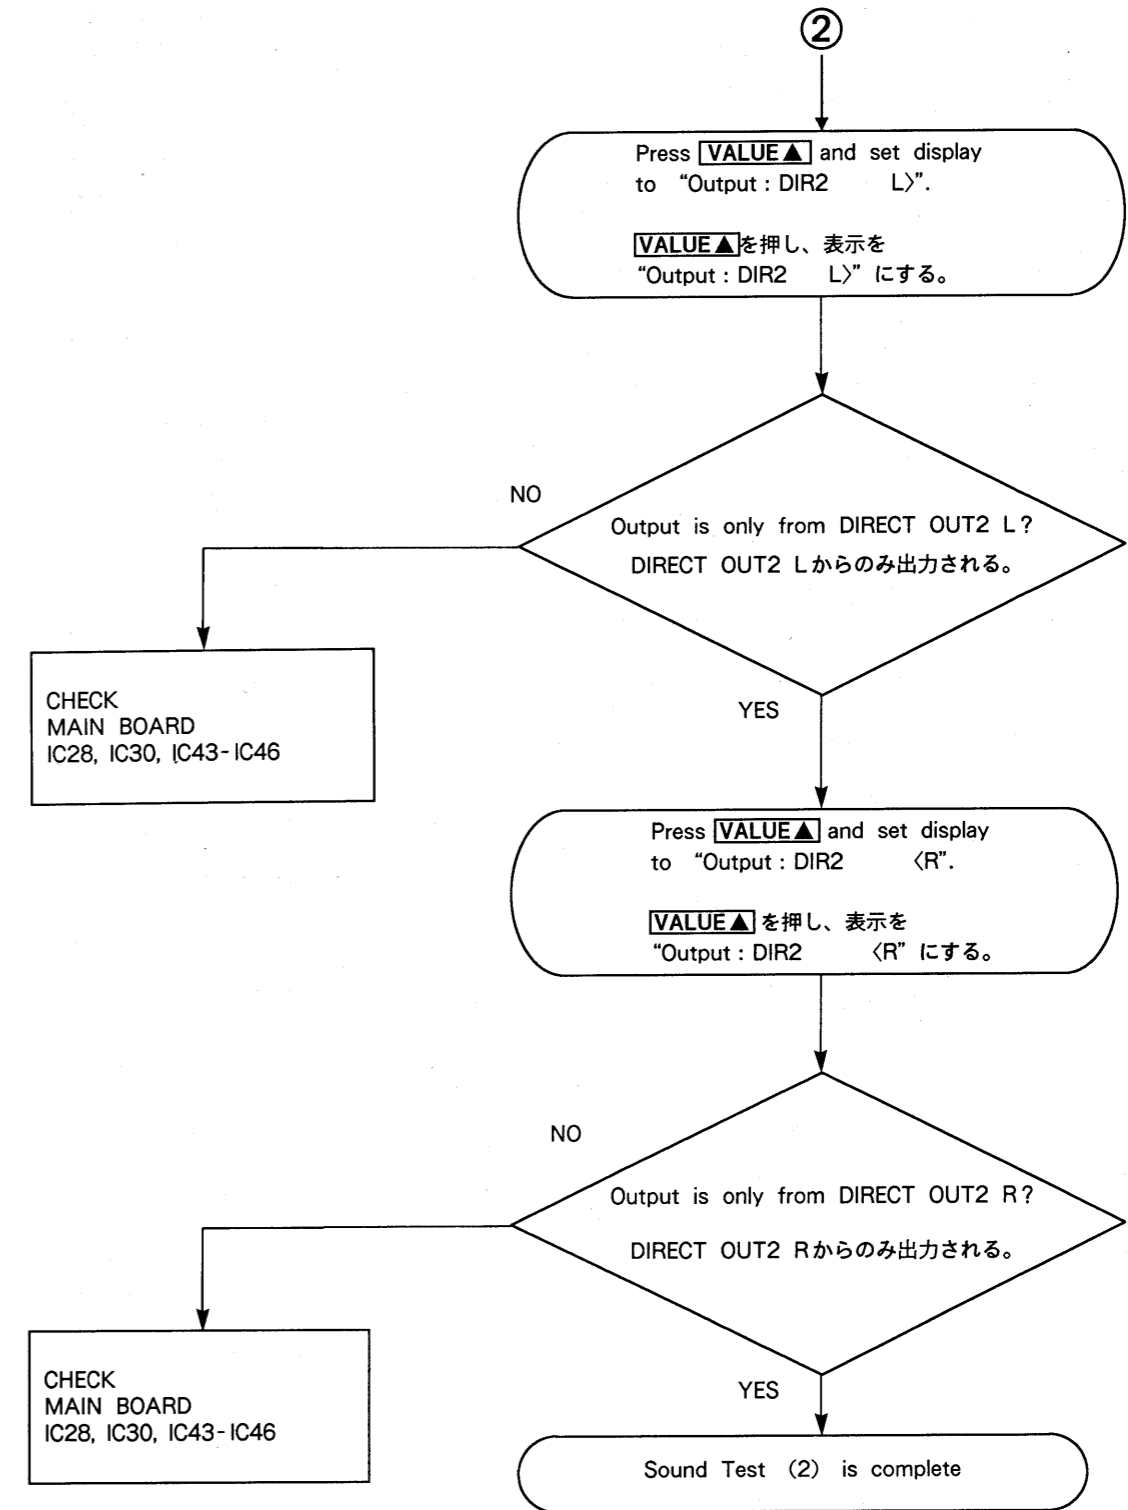 ②
Press VALUE▲ and set display
to “Output : DIR2 L〉”.
VALUE▲を押し、表示を
“Output : DIR2 L〉” にする。
NO
Output is only from DIRECT OUT2 L?
DIRECT OUT2 Lからのみ出力される。
CHECK
MAIN BOARD
IC28, IC30, IC43-IC46
YES
Press VALUE▲ and set display
to “Output : DIR2 〈R”.
VALUE▲ を押し、表示を
“Output : DIR2 〈R” にする。
NO
Output is only from DIRECT OUT2 R?
DIRECT OUT2 Rからのみ出力される。
CHECK
MAIN BOARD
IC28, IC30, IC43-IC46
YES
Sound Test (2) is complete